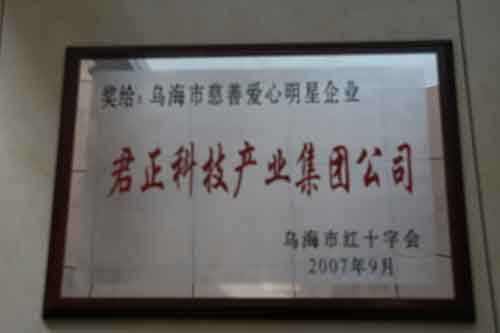 奖给：乌海市慈善爱心明星企业
君正科技产业集团公司
乌海市红十字会
2007年9月